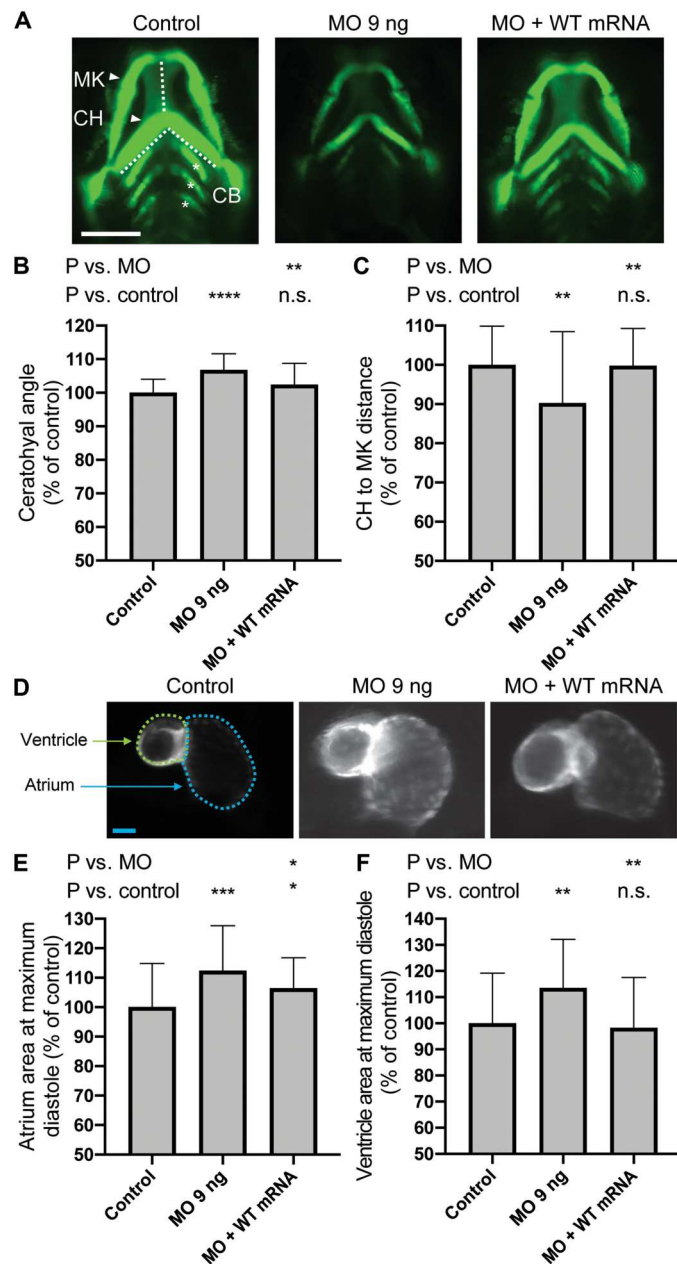 A
Control
MO 9 ng
MO + WT mRNA
MK
CH
*
*
*
CB
B
P vs. MO
**
P vs. control
****
n.s.
120
110
100
90
80
70
60
50
Ceratohyal angle
(% of control)
Control
MO 9 ng
MO + WT mRNA
C
P vs. MO
**
P vs. control
**
n.s.
110
100
90
80
70
60
50
CH to MK distance
(% of control)
Control
MO 9 ng
MO + WT mRNA
D
Control
MO 9 ng
MO + WT mRNA
Ventricle
Atrium
E
P vs. MO
*
P vs. control
***
*
130
120
110
100
90
80
70
60
50
Atrium area at maximum
diastole (% of control)
Control
MO 9 ng
MO + WT mRNA
F
P vs. MO
**
P vs. control
**
n.s.
140
130
120
110
100
90
80
70
60
50
Ventricle area at maximum diastole
(% of control)
Control
MO 9 ng
MO + WT mRNA